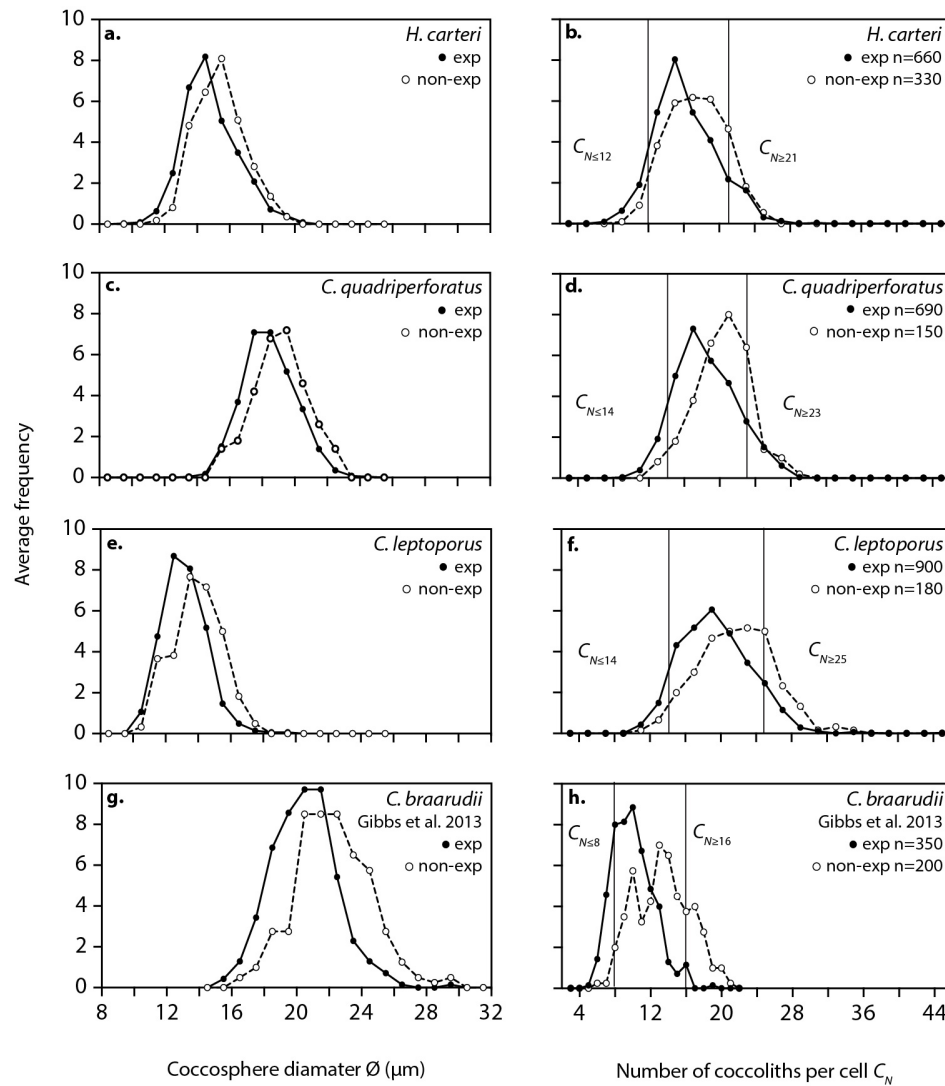 Average frequency
10
8
6
4
2
0
a.
H. carteri
exp
non-exp
b.
H. carteri
exp n=660
non-exp n=330
C_N≤12
C_N≥21
10
8
6
4
2
0
c.
C. quadriperforatus
exp
non-exp
d.
C. quadriperforatus
exp n=690
non-exp n=150
C_N≤14
C_N≥23
10
8
6
4
2
0
e.
C. leptoporus
exp
non-exp
f.
C. leptoporus
exp n=900
non-exp n=180
C_N≤14
C_N≥25
10
8
6
4
2
0
g.
C. braarudii
Gibbs et al. 2013
exp
non-exp
h.
C. braarudii
Gibbs et al. 2013
exp n=350
non-exp n=200
C_N≤8
C_N≥16
8 12 16 20 24 28 32
4 12 20 28 36 44
Coccosphere diamater Ø (µm)
Number of coccoliths per cell C_N